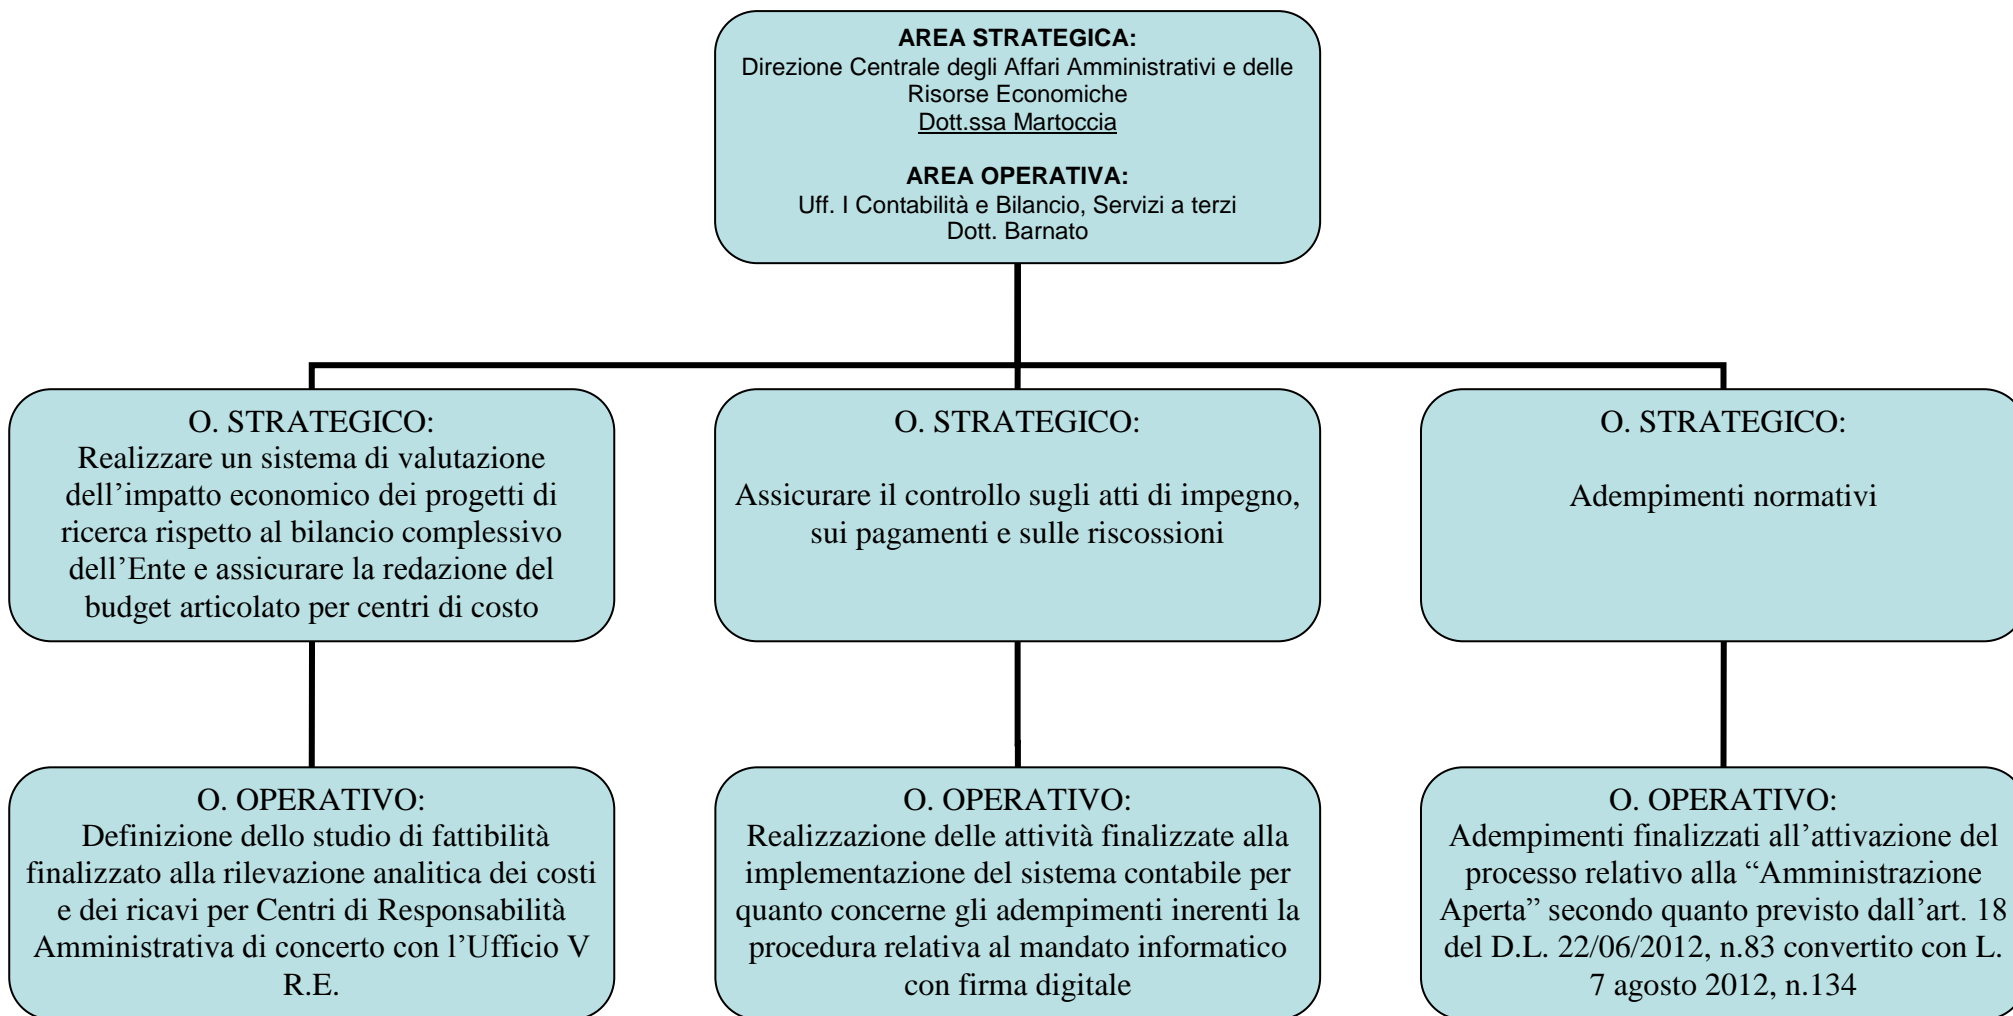 AREA STRATEGICA:
Direzione Centrale degli Affari Amministrativi e delle
Risorse Economiche
Dott.ssa Martoccia
AREA OPERATIVA:
Uff. I Contabilità e Bilancio, Servizi a terzi
Dott. Barnato
O. STRATEGICO:
Realizzare un sistema di valutazione
dell’impatto economico dei progetti di
ricerca rispetto al bilancio complessivo
dell’Ente e assicurare la redazione del
budget articolato per centri di costo
O. STRATEGICO:
Assicurare il controllo sugli atti di impegno,
sui pagamenti e sulle riscossioni
O. STRATEGICO:
Adempimenti normativi
O. OPERATIVO:
Definizione dello studio di fattibilità
finalizzato alla rilevazione analitica dei costi
e dei ricavi per Centri di Responsabilità
Amministrativa di concerto con l’Ufficio V
R.E.
O. OPERATIVO:
Realizzazione delle attività finalizzate alla
implementazione del sistema contabile per
quanto concerne gli adempimenti inerenti la
procedura relativa al mandato informatico
con firma digitale
O. OPERATIVO:
Adempimenti finalizzati all’attivazione del
processo relativo alla “Amministrazione
Aperta” secondo quanto previsto dall’art. 18
del D.L. 22/06/2012, n.83 convertito con L.
7 agosto 2012, n.134